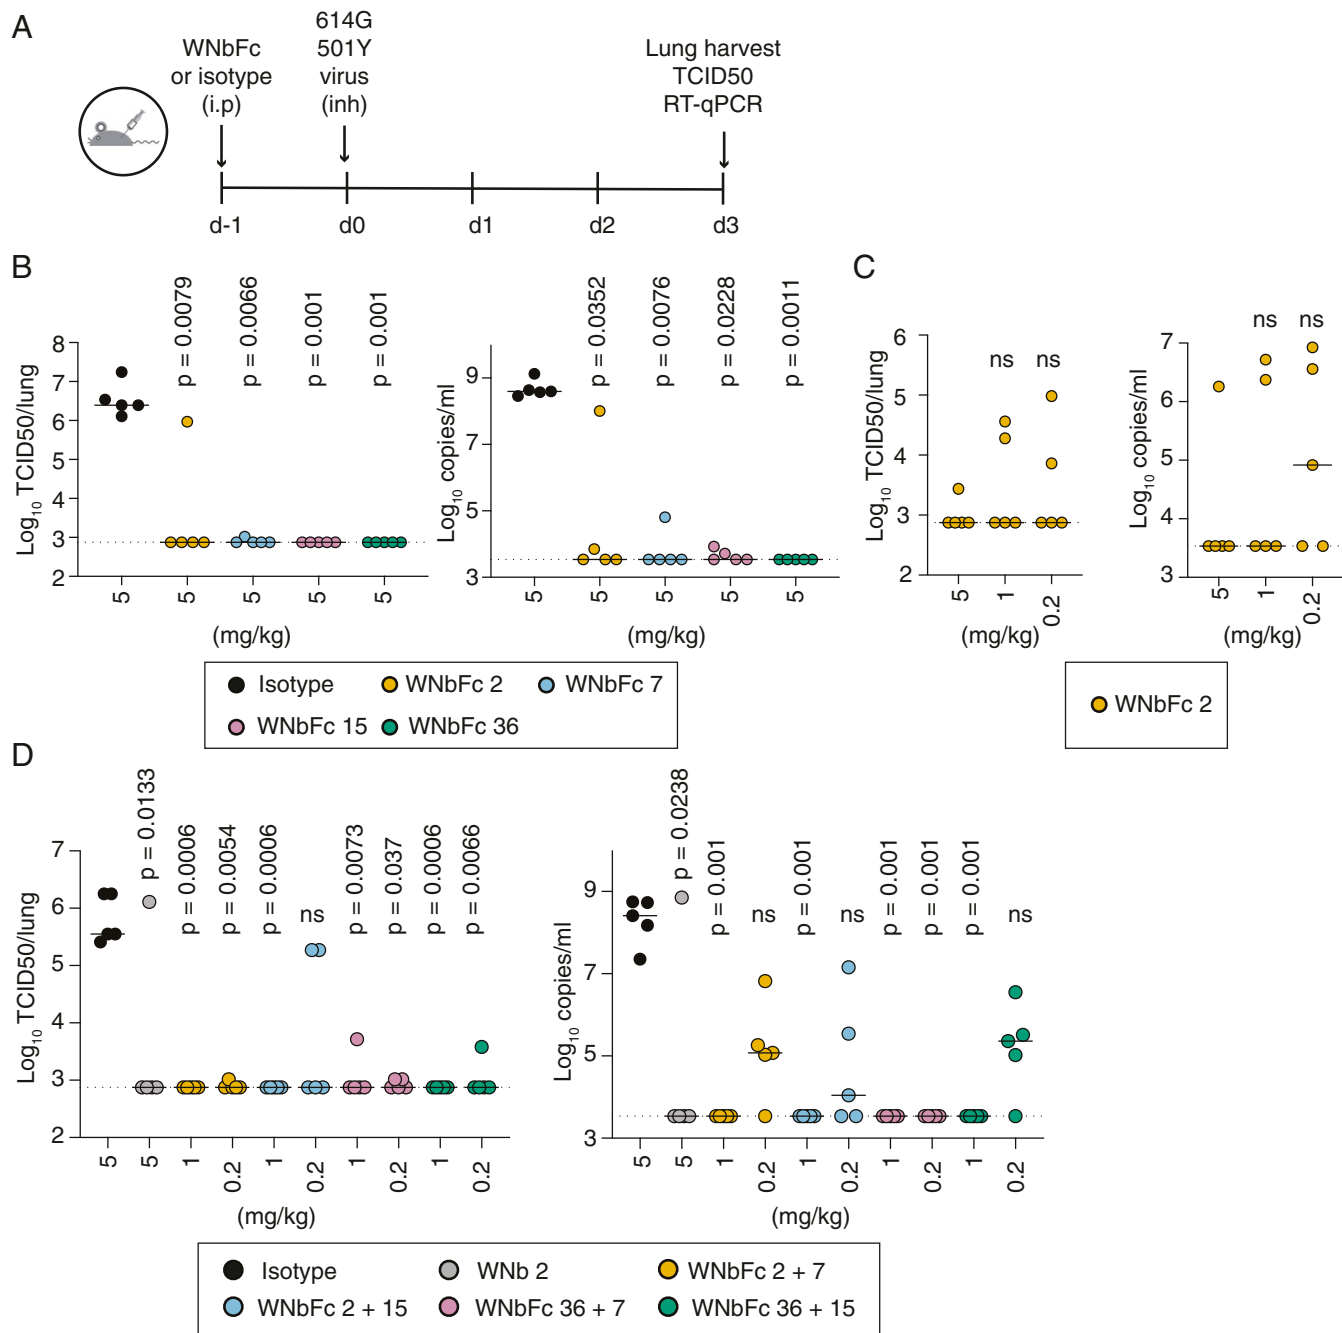 A
WNbFc
or isotype
(i.p)
614G
501Y
virus
(inh)
Lung harvest
TCID50
RT-qPCR
d-1
d0
d1
d2
d3
B
Log10 TCID50/lung
8
7
6
5
4
3
2
p = 0.0079
p = 0.0066
p = 0.001
p = 0.001
5
5
5
5
5
(mg/kg)
Log10 copies/ml
9
7
5
3
p = 0.0352
p = 0.0076
p = 0.0228
p = 0.0011
5
5
5
5
5
(mg/kg)
Isotype
WNbFc 2
WNbFc 7
WNbFc 15
WNbFc 36
C
Log10 TCID50/lung
6
5
4
3
2
ns
ns
5
1
0.2
(mg/kg)
Log10 copies/ml
7
6
5
4
3
ns
ns
5
1
0.2
(mg/kg)
WNbFc 2
D
Log10 TCID50/lung
7
6
5
4
3
2
p = 0.0133
p = 0.0006
p = 0.0054
p = 0.0006
ns
p = 0.0073
p = 0.037
p = 0.0006
p = 0.0066
5
5
1
0.2
1
0.2
1
0.2
1
0.2
(mg/kg)
Log10 copies/ml
9
7
5
3
p = 0.0238
p = 0.001
ns
p = 0.001
ns
p = 0.001
p = 0.001
p = 0.001
ns
5
5
1
0.2
1
0.2
1
0.2
1
0.2
(mg/kg)
Isotype
WNb 2
WNbFc 2 + 7
WNbFc 2 + 15
WNbFc 36 + 7
WNbFc 36 + 15